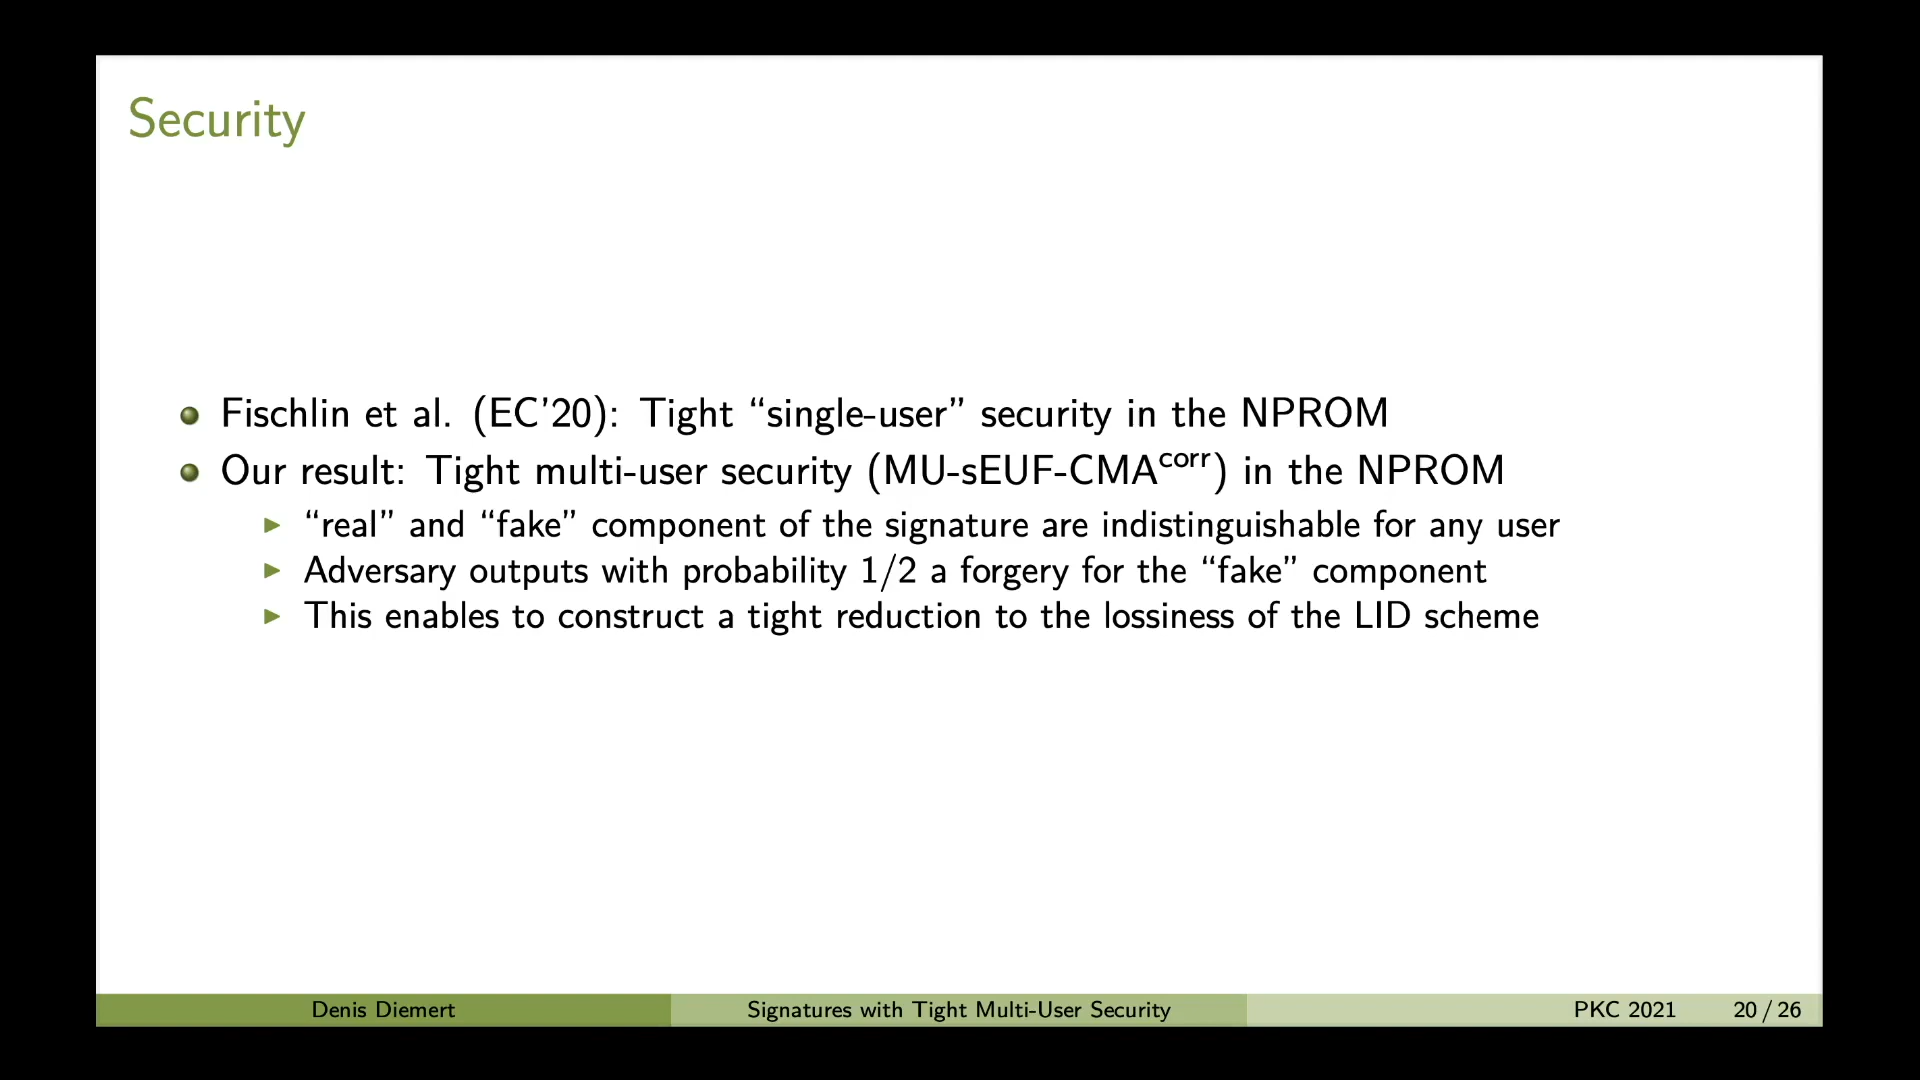 Security
Fischlin et al. (EC’20): Tight “single-user” security in the NPROM
Our result: Tight multi-user security (MU-sEUF-CMA^corr) in the NPROM
“real” and “fake” component of the signature are indistinguishable for any user
Adversary outputs with probability 1/2 a forgery for the “fake” component
This enables to construct a tight reduction to the lossiness of the LID scheme
Denis Diemert
Signatures with Tight Multi-User Security
PKC 2021
20 / 26